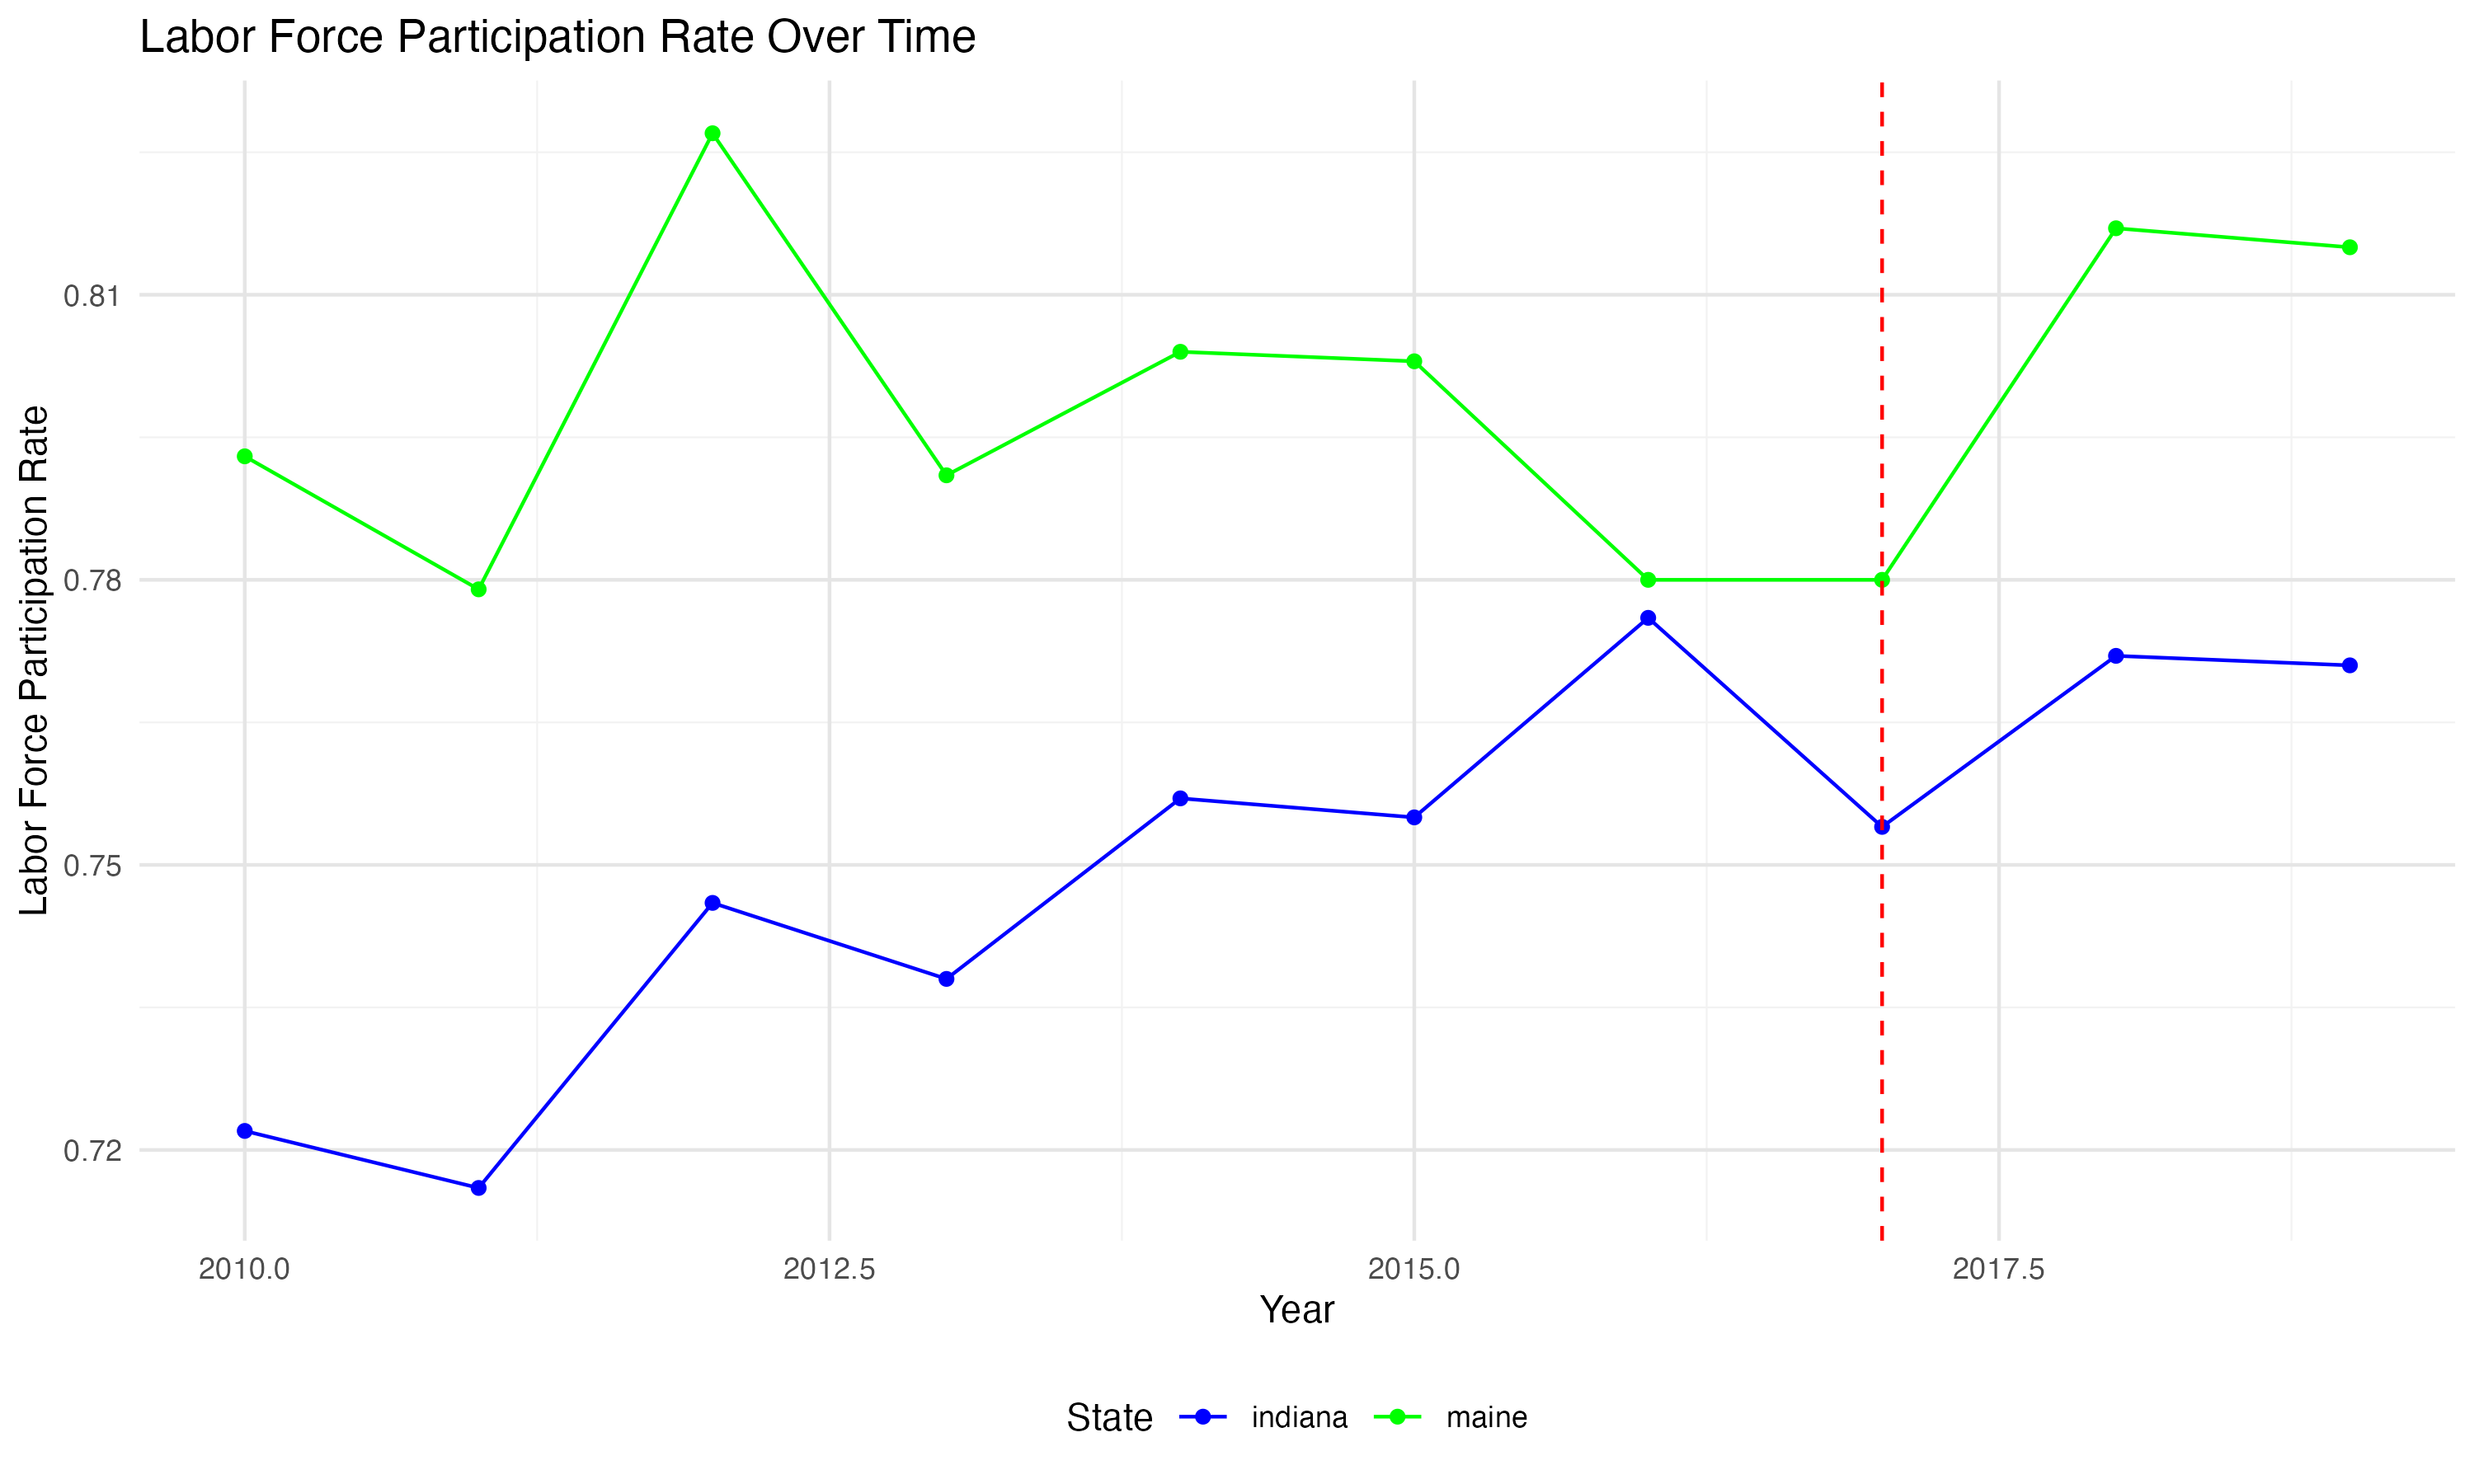 Labor Force Participation Rate Over Time
Labor Force Participation Rate
0.81
0.78
0.75
0.72
2010.0 2012.5 2015.0 2017.5
Year
State indiana maine